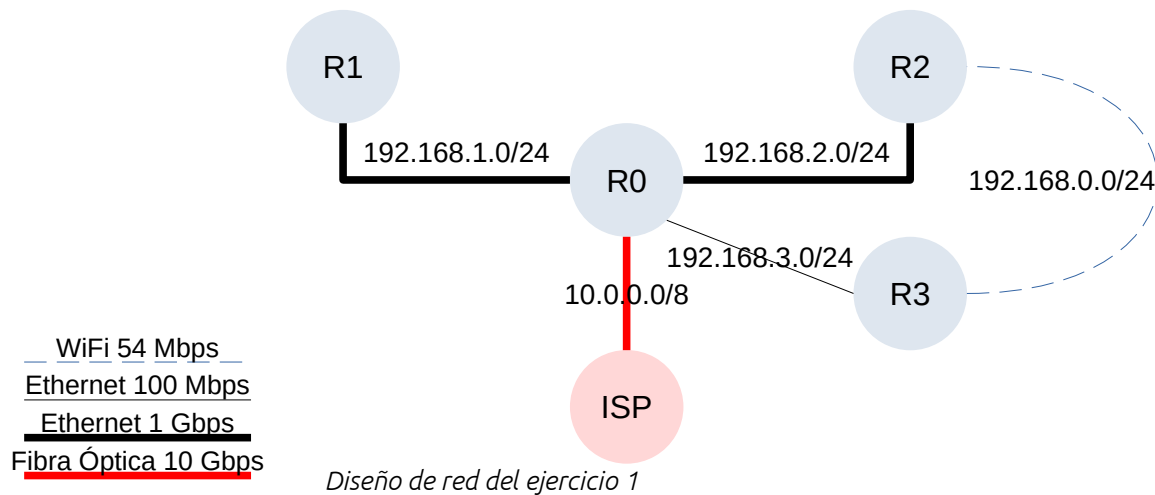 R1
R2
192.168.1.0/24
192.168.2.0/24
R0
192.168.0.0/24
192.168.3.0/24
10.0.0.0/8
R3
WiFi 54 Mbps
Ethernet 100 Mbps
Ethernet 1 Gbps
Fibra Óptica 10 Gbps
ISP
Diseño de red del ejercicio 1